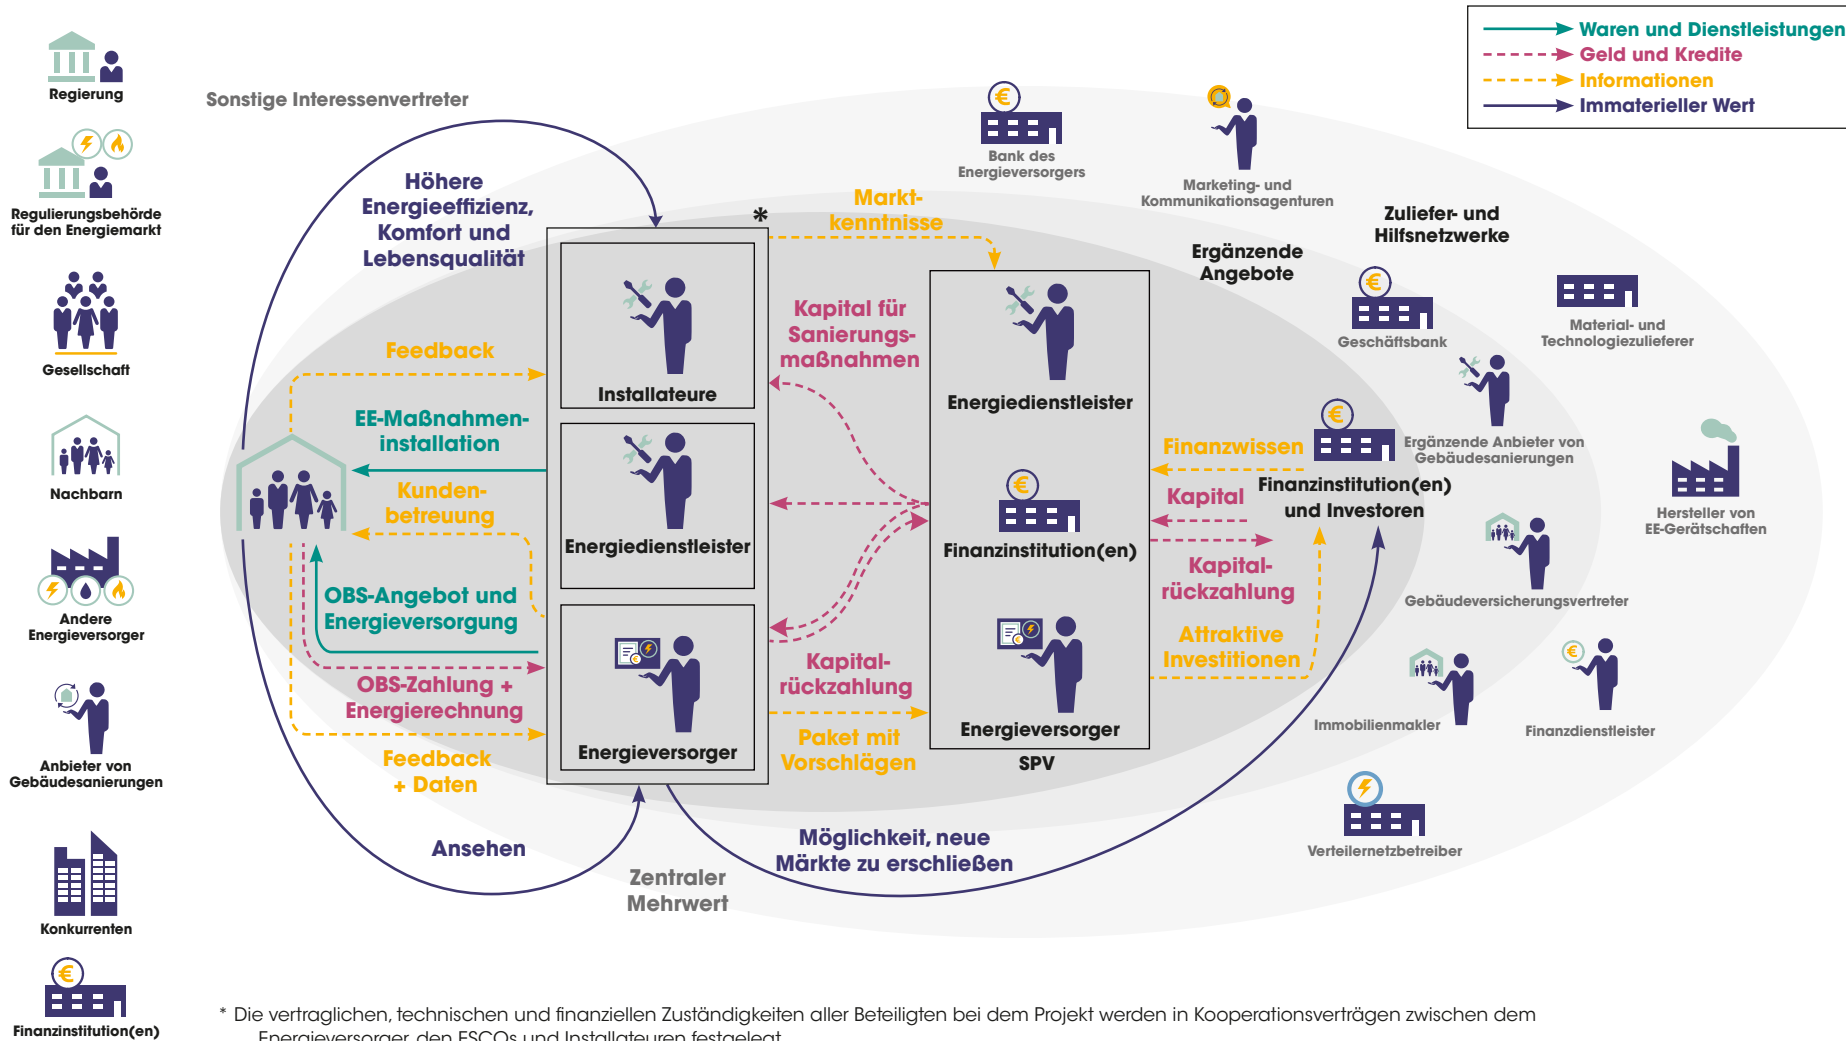 Waren und Dienstleistungen
Geld und Kredite
Informationen
Immaterieller Wert
Regierung
Regulierungsbehörde
für den Energiemarkt
Gesellschaft
Nachbarn
Andere
Energieversorger
Anbieter von
Gebäudesanierungen
Konkurrenten
Finanzinstitution(en)
Sonstige Interessenvertreter
Höhere
Energieeffizienz,
Komfort und
Lebensqualität
Feedback
EE-Maßnahmen-
installation
Kunden-
betreuung
OBS-Angebot und
Energieversorgung
OBS-Zahlung +
Energierechnung
Feedback
+ Daten
Ansehen
*
Installateure
Energiedienstleister
Energieversorger
Markt-
kenntnisse
Kapital für
Sanierungs-
maßnahmen
Kapital-
rückzahlung
Paket mit
Vorschlägen
Möglichkeit, neue
Märkte zu erschließen
Zentraler
Mehrwert
Energiedienstleister
Finanzinstitution(en)
Energieversorger
SPV
Finanzwissen
Kapital
Kapital-
rückzahlung
Attraktive
Investitionen
Finanzinstitution(en)
und Investoren
Ergänzende
Angebote
Zuliefer- und
Hilfsnetzwerke
Bank des
Energieversorgers
Marketing- und
Kommunikationsagenturen
Geschäftsbank
Material- und
Technologiezulieferer
Ergänzende Anbieter von
Gebäudesanierungen
Hersteller von
EE-Gerätschaften
Gebäudeversicherungsvertreter
Immobilienmakler
Finanzdienstleister
Verteilernetzbetreiber
* Die vertraglichen, technischen und finanziellen Zuständigkeiten aller Beteiligten bei dem Projekt werden in Kooperationsverträgen zwischen dem
Energieversorger, den ESCOs und Installateuren festgelegt